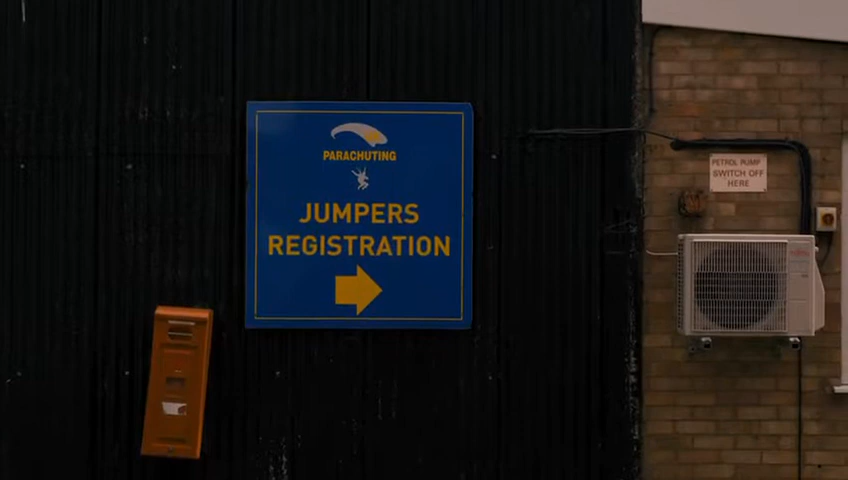 PARACHUTING
JUMPERS
REGISTRATION
PETROL PUMP
SWITCH OFF
HERE